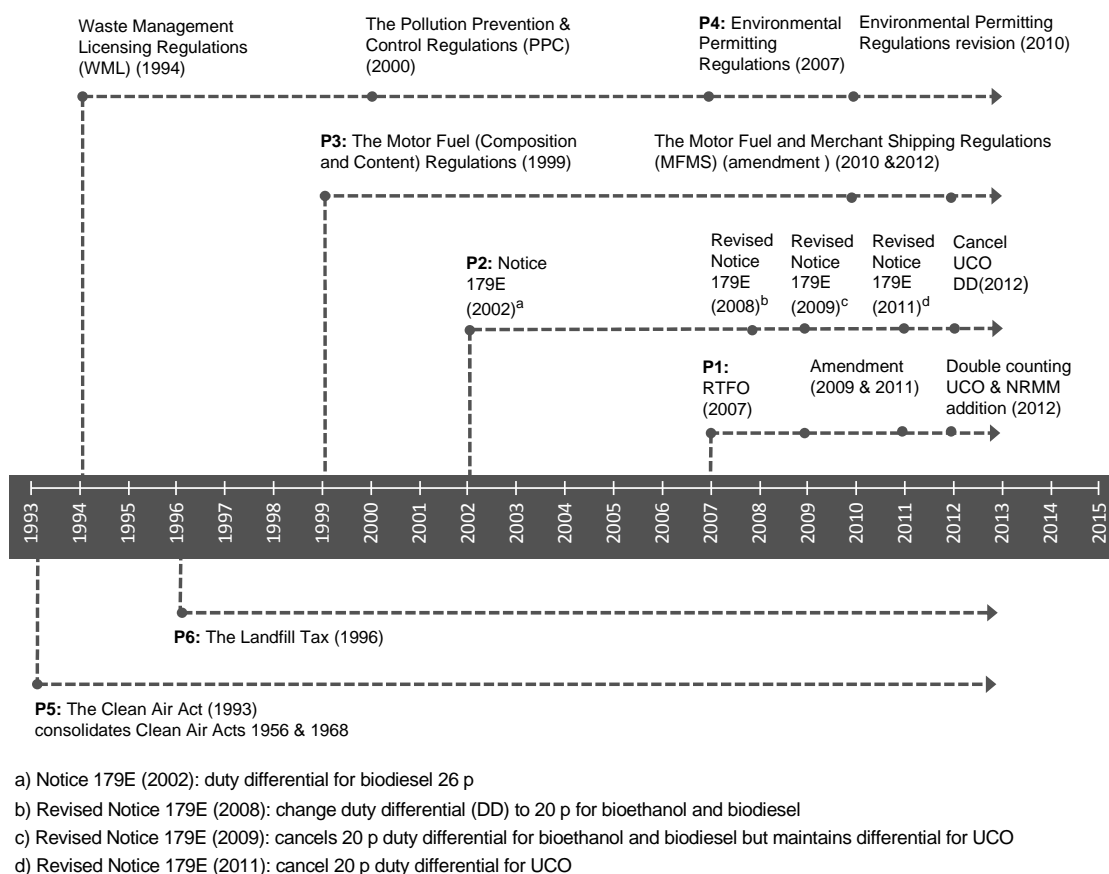 Waste Management
Licensing Regulations
(WML) (1994)
The Pollution Prevention &
Control Regulations (PPC)
(2000)
P4: Environmental
Permitting
Regulations (2007)
Environmental Permitting
Regulations revision (2010)
P3: The Motor Fuel (Composition
and Content) Regulations (1999)
The Motor Fuel and Merchant Shipping Regulations
(MFMS) (amendment ) (2010 &2012)
P2: Notice
179E
(2002)a
Revised
Notice
179E
(2008)b
Revised
Notice
179E
(2009)c
Revised
Notice
179E
(2011)d
Cancel
UCO
DD(2012)
P1:
RTFO
(2007)
Amendment
(2009 & 2011)
Double counting
UCO & NRMM
addition (2012)
1993
1994
1995
1996
1997
1998
1999
2000
2001
2002
2003
2004
2005
2006
2007
2008
2009
2010
2011
2012
2013
2014
2015
P6: The Landfill Tax (1996)
P5: The Clean Air Act (1993)
consolidates Clean Air Acts 1956 & 1968
a) Notice 179E (2002): duty differential for biodiesel 26 p
b) Revised Notice 179E (2008): change duty differential (DD) to 20 p for bioethanol and biodiesel
c) Revised Notice 179E (2009): cancels 20 p duty differential for bioethanol and biodiesel but maintains differential for UCO
d) Revised Notice 179E (2011): cancel 20 p duty differential for UCO